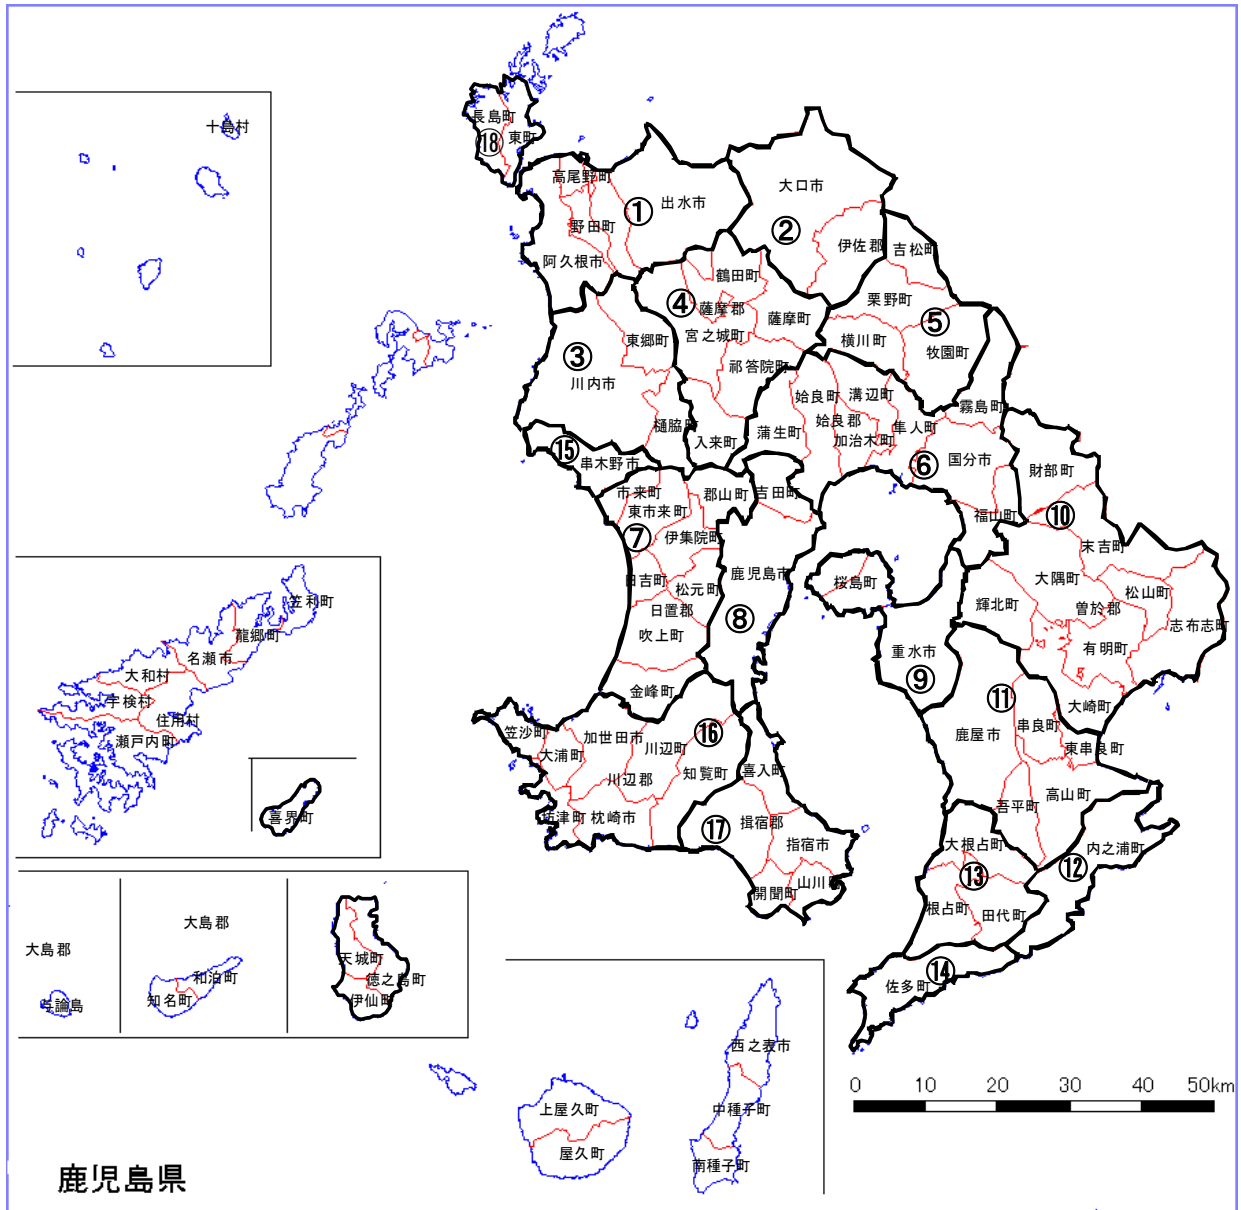 十島村
長島町
東町
⑱
高尾野町
出水市
①
野田町
阿久根市
大口市
②
伊佐郡
吉松町
鶴田町
④
薩摩郡
宮之城町
薩摩町
祁答院町
栗野町
⑤
横川町
牧園町
東郷町
③
川内市
樋脇町
入来町
姶良町
溝辺町
姶良郡
加治木町
隼人町
蒲生町
霧島町
国分市
⑥
福山町
財部町
⑩
末吉町
⑮
串木野市
市来町
東市来町
郡山町
吉田町
⑦
伊集院町
日吉町
松元町
日置郡
吹上町
鹿児島市
⑧
桜島町
金峰町
大隅町
松山町
輝北町
曽於郡
志布志町
有明町
大崎町
垂水市
⑨
⑪
鹿屋市
串良町
東串良町
高山町
吾平町
笠沙町
大浦町
加世田市
川辺町
⑯
川辺郡
知覧町
坊津町
枕崎市
喜入町
⑰
揖宿郡
指宿市
開聞町
山川町
内之浦町
⑫
大根占町
⑬
根占町
田代町
⑭
佐多町
笠利町
龍郷町
名瀬市
大和村
宇検村
住用村
瀬戸内町
喜界町
大島郡
与論島
大島郡
和泊町
知名町
天城町
徳之島町
伊仙町
上屋久町
屋久町
西之表市
中種子町
南種子町
0 10 20 30 40 50km
鹿児島県